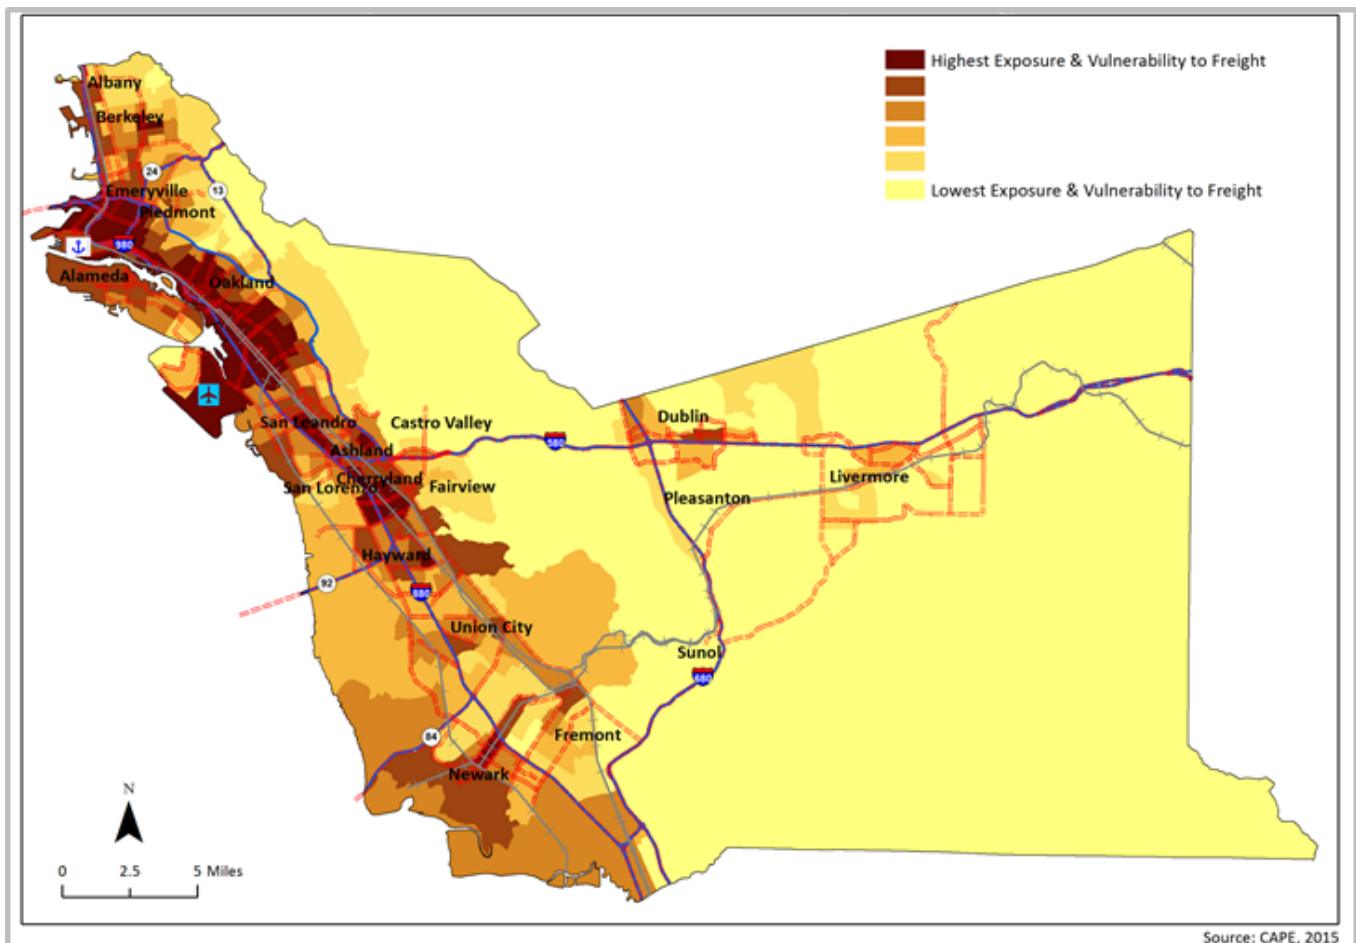 Highest Exposure & Vulnerability to Freight
Lowest Exposure & Vulnerability to Freight
Albany
Berkeley
24
13
Emeryville
Piedmont
980
Alameda
Oakland
San Leandro
Castro Valley
Dublin
580
Ashland
Cherryland
San Lorenzo
Fairview
Livermore
Pleasanton
Hayward
92
880
Union City
Sunol
680
84
Fremont
Newark
N
0 2.5 5 Miles
Source: CAPE, 2015